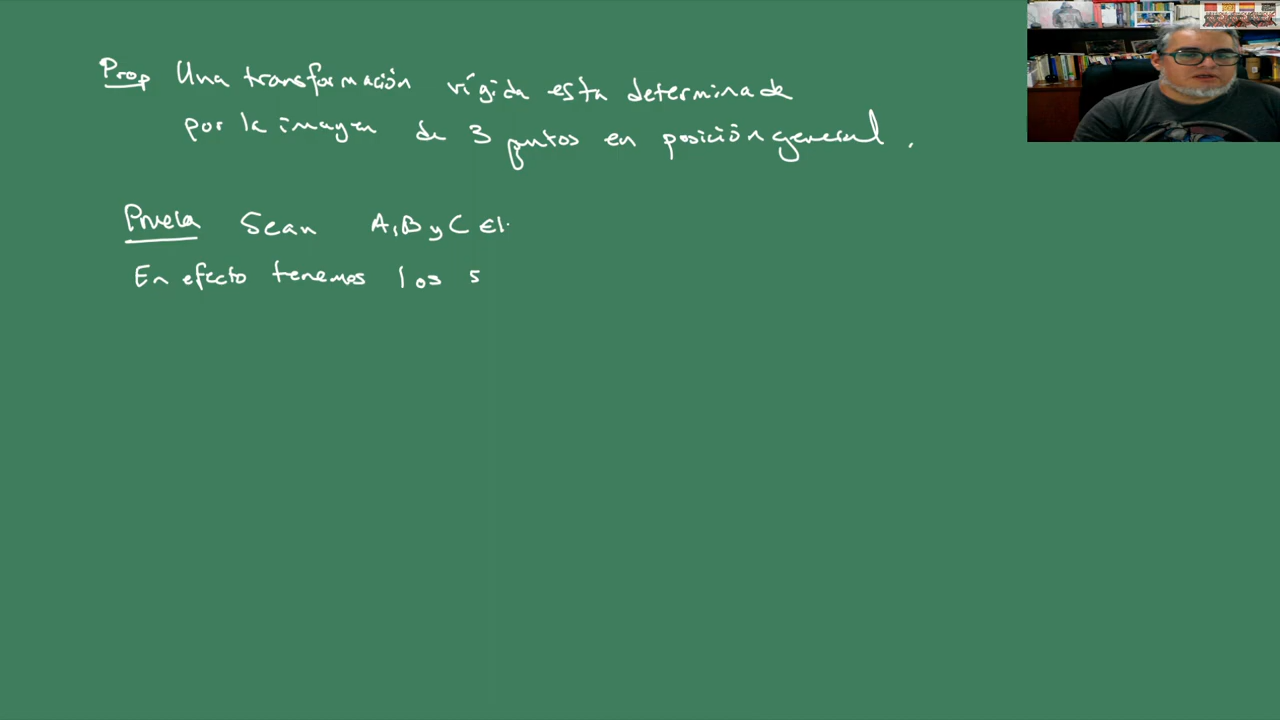 Prop Una transformación rígida esta determinada
por la imagen de 3 puntos en posición general.
Prueba Sean A, B y C el
En efecto tenemos los s